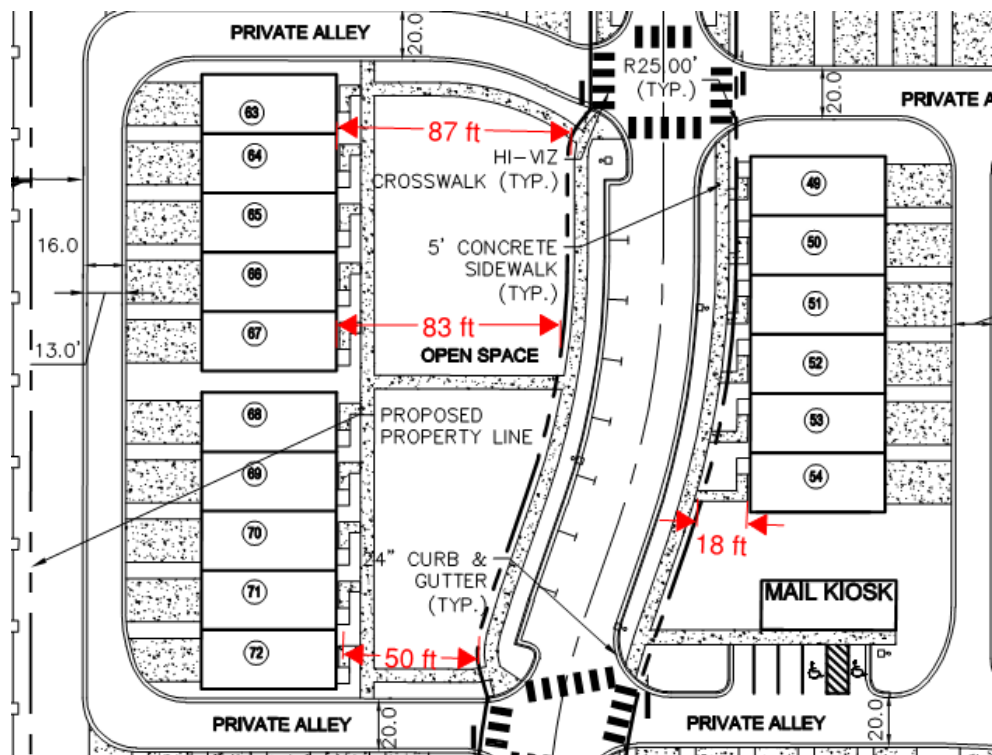 PRIVATE ALLEY
20.0
R25.00'
(TYP.)
20.0
PRIVATE A
63
87 ft
64
HI-VIZ
CROSSWALK (TYP.)
49
65
16.0
5' CONCRETE
SIDEWALK
(TYP.)
50
66
51
83 ft
67
13.0'
OPEN SPACE
52
68
PROPOSED
PROPERTY LINE
53
69
54
70
18 ft
24" CURB &
GUTTER
(TYP.)
71
MAIL KIOSK
72
50 ft
PRIVATE ALLEY
20.0
PRIVATE ALLEY
20.0